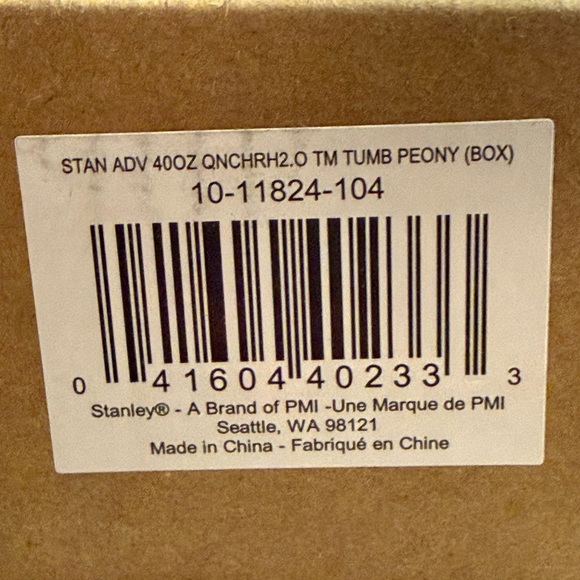 STAN ADV 40OZ QNCHRH2.O TM TUMB PEONY (BOX)
10-11824-104
0 41604 40233 3
Stanley® - A Brand of PMI -Une Marque de PMI
Seattle, WA 98121
Made in China - Fabriqué en Chine